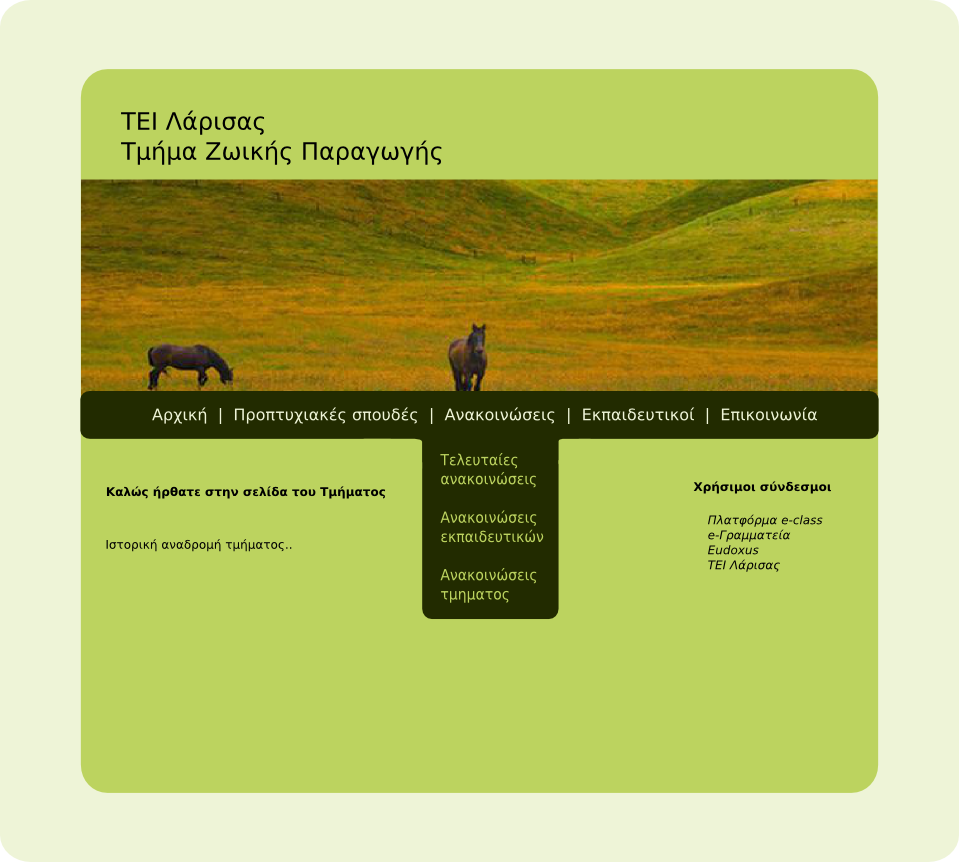 ΤΕΙ Λάρισας
Τμήμα Ζωικής Παραγωγής
Αρχική | Προπτυχιακές σπουδές | Ανακοινώσεις | Εκπαιδευτικοί | Επικοινωνία
Τελευταίες
ανακοινώσεις
Ανακοινώσεις
εκπαιδευτικών
Ανακοινώσεις
τμηματος
Καλώς ήρθατε στην σελίδα του Τμήματος
Ιστορική αναδρομή τμήματος..
Χρήσιμοι σύνδεσμοι
Πλατφόρμα e-class
e-Γραμματεία
Eudoxus
ΤΕΙ Λάρισας